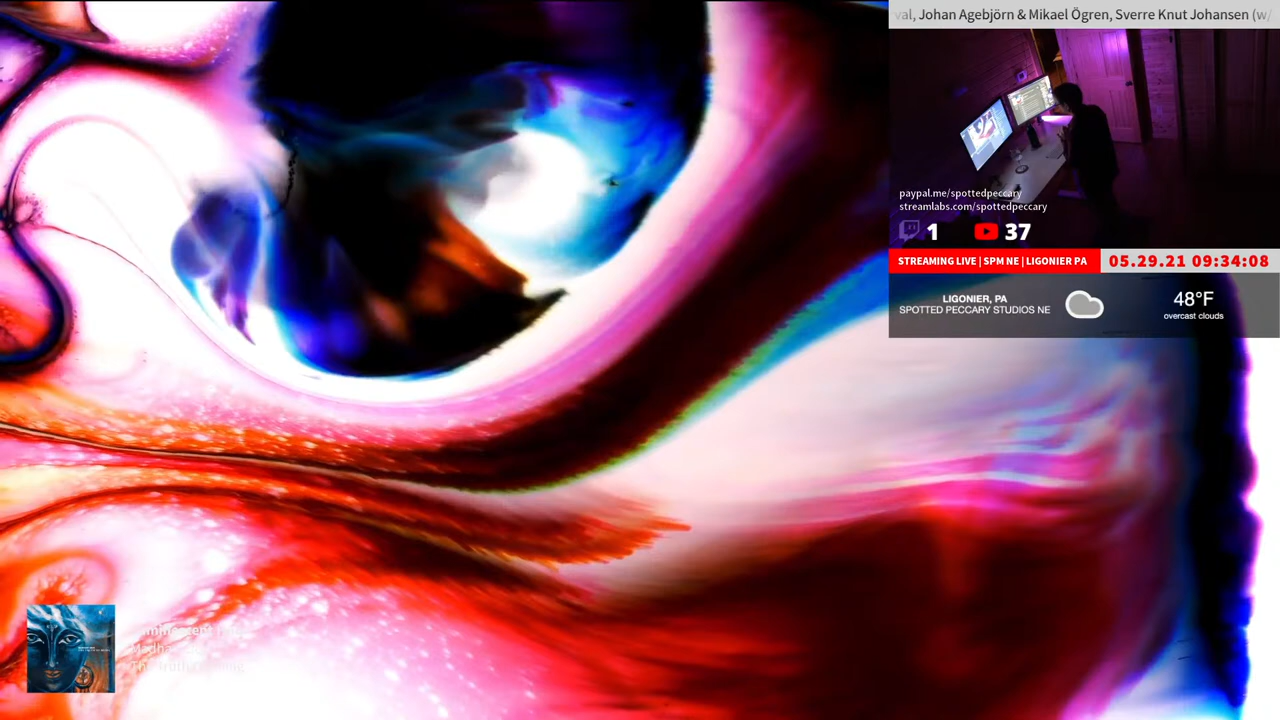 val, Johan Agebjörn & Mikael Ögren, Sverre Knut Johansen (w/
paypal.me/spottedpeccary
streamlabs.com/spottedpeccary
1 37
STREAMING LIVE | SPM NE | LIGONIER PA 05.29.21 09:34:08
LIGONIER, PA
SPOTTED PECCARY STUDIOS NE
48°F
overcast clouds